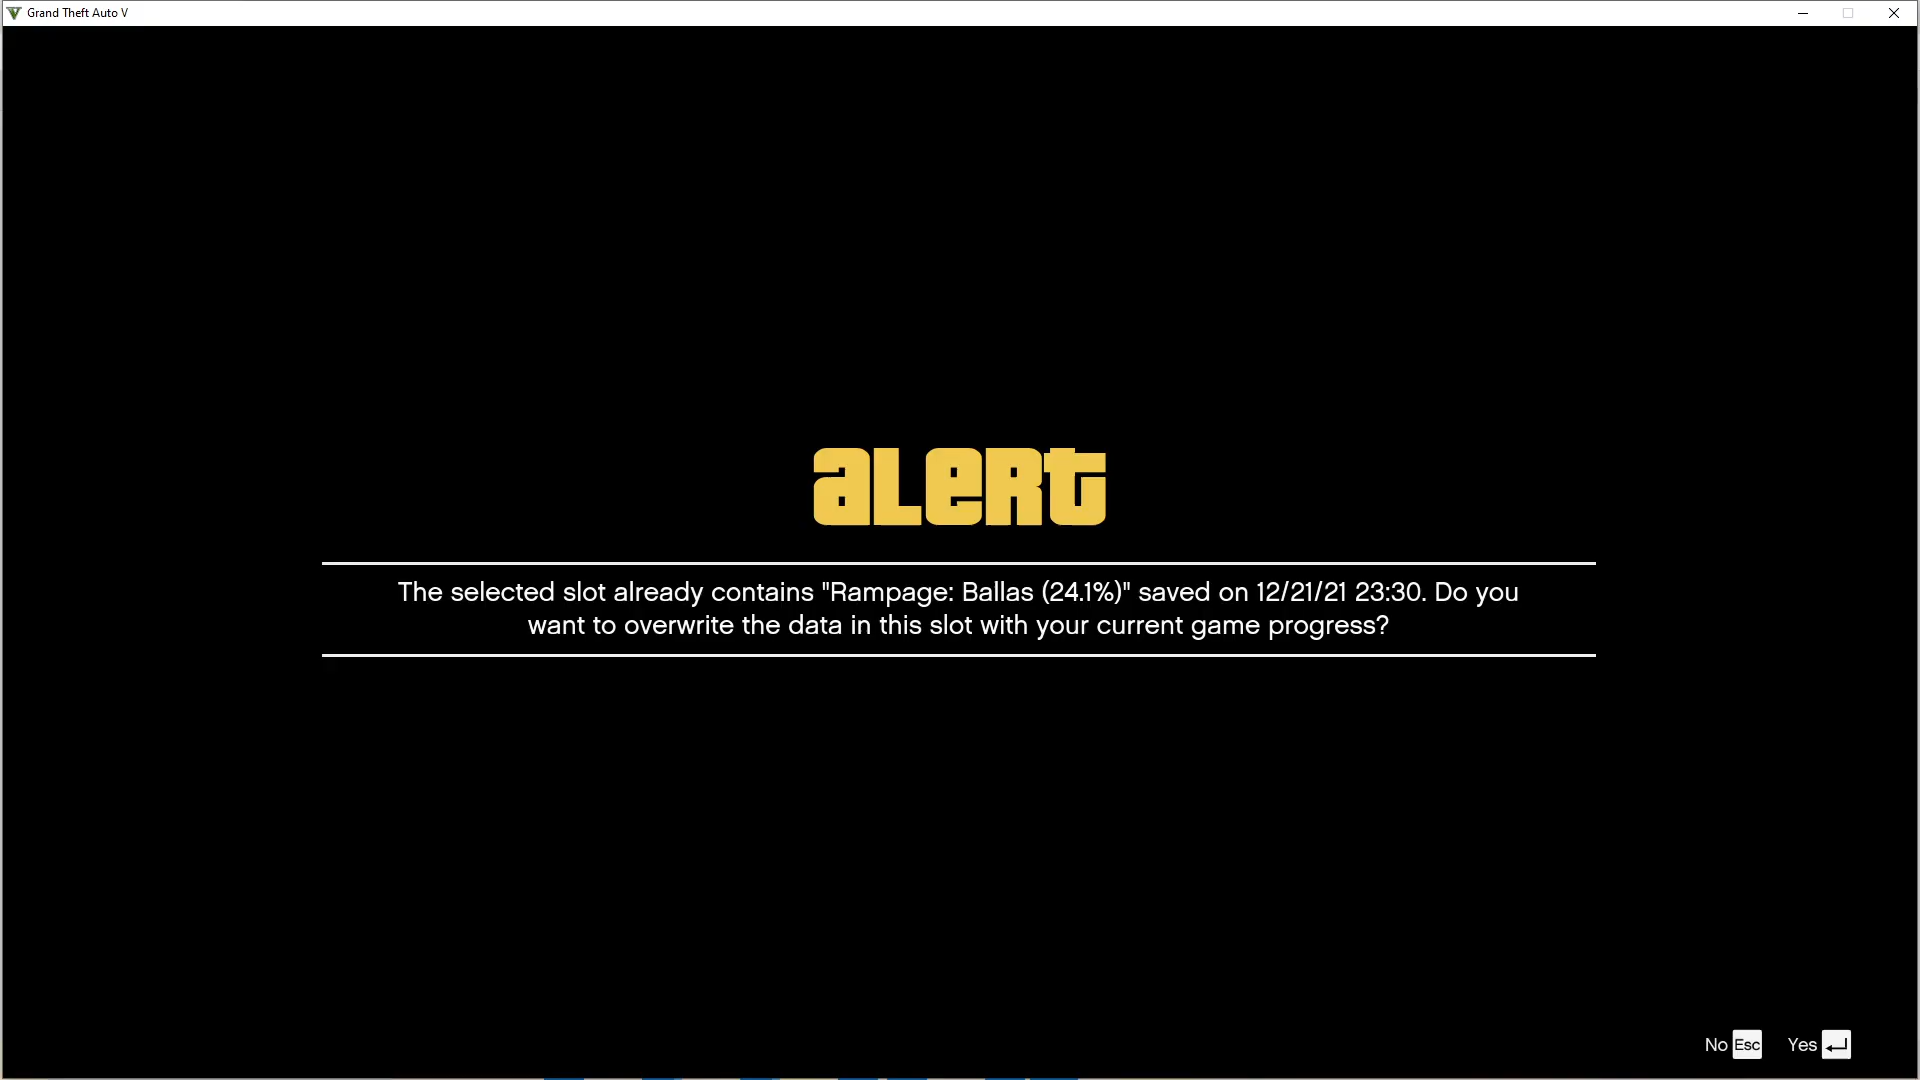 Grand Theft Auto V
aLeRt
The selected slot already contains "Rampage: Ballas (24.1%)" saved on 12/21/21 23:30. Do you
want to overwrite the data in this slot with your current game progress?
No Esc Yes